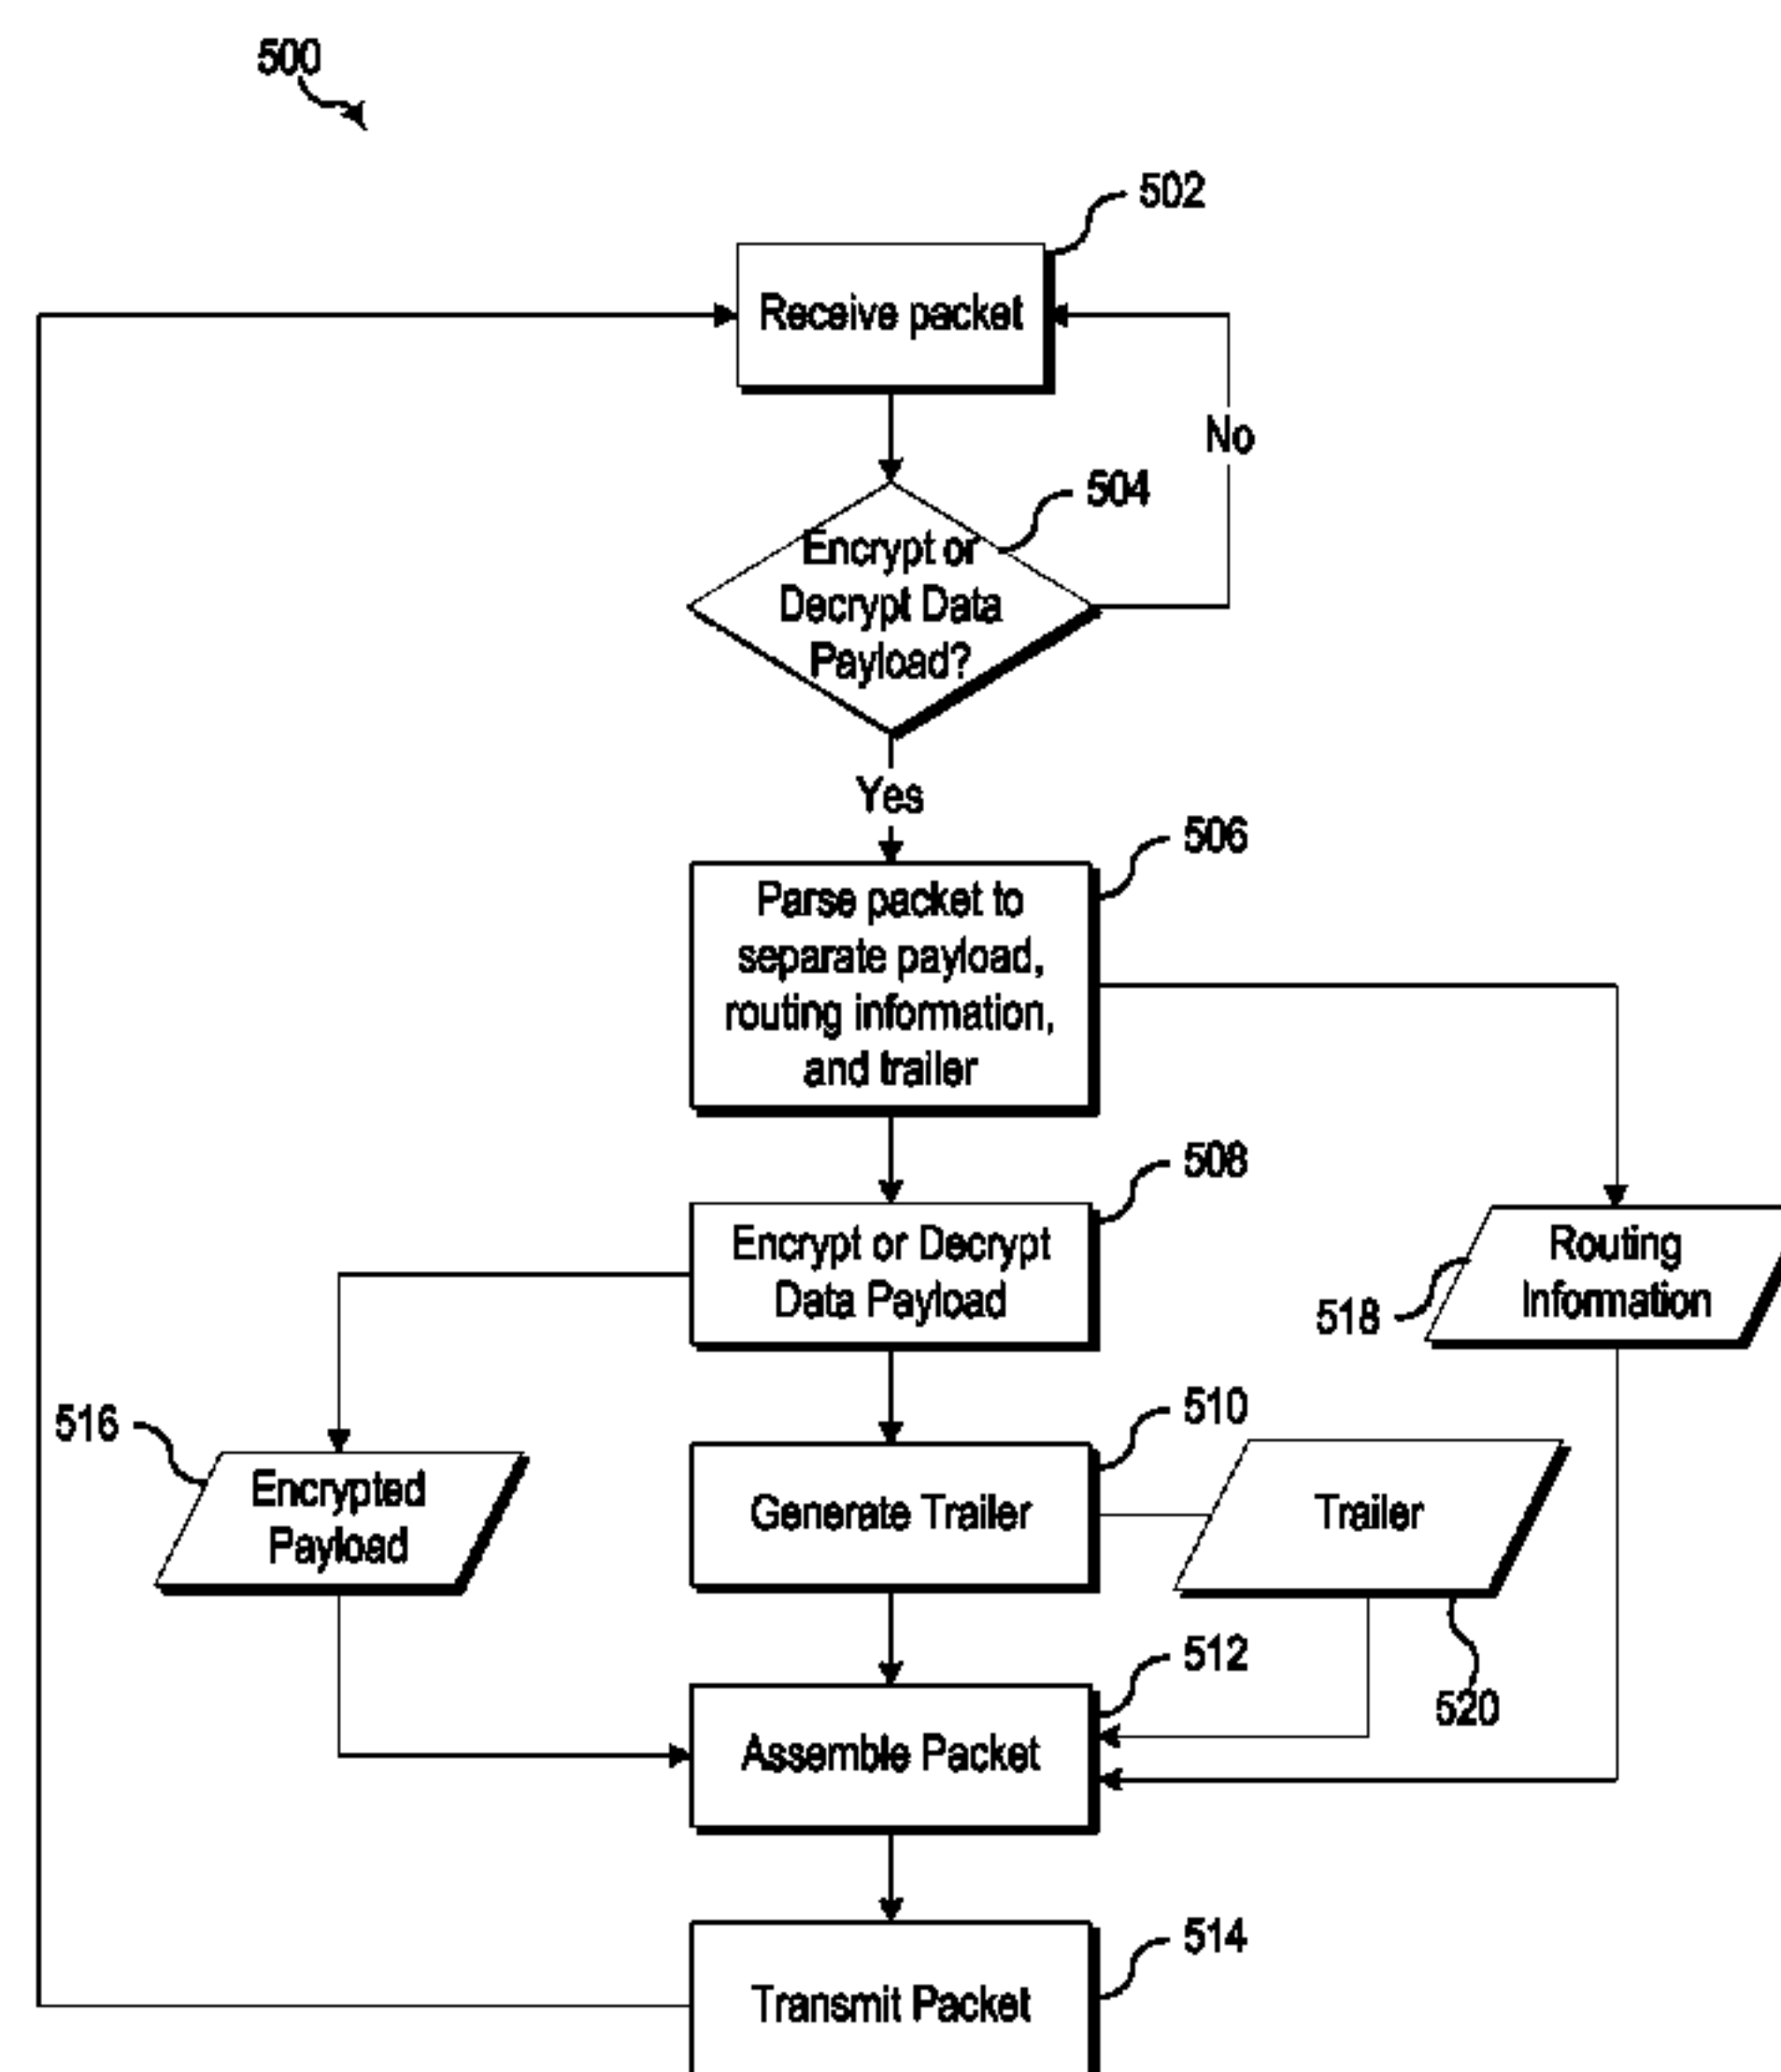 500
502
Receive packet
No
504
Encrypt or
Decrypt Data
Payload?
Yes
506
Parse packet to
separate payload,
routing information,
and trailer
508
Encrypt or Decrypt
Data Payload
Routing
Information
518
510
516
Encrypted
Payload
Generate Trailer
Trailer
512
520
Assemble Packet
514
Transmit Packet